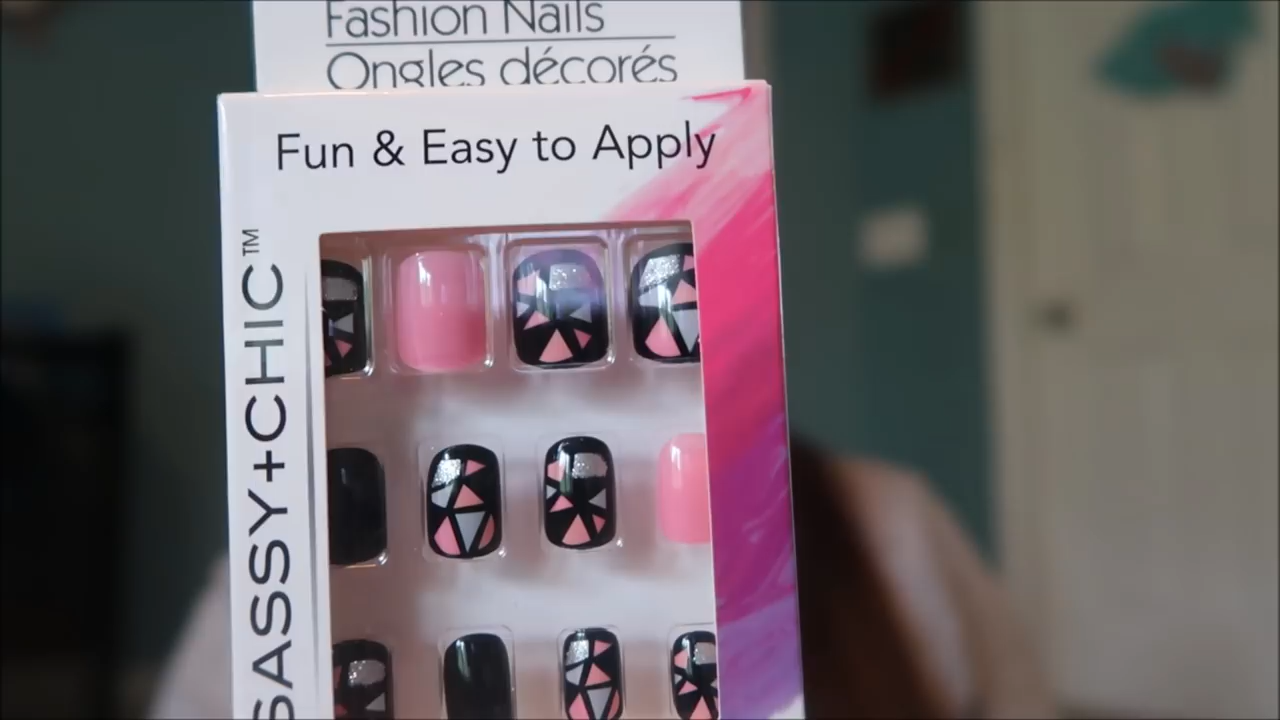 Fashion Nails
Ongles décorés
Fun & Easy to Apply
SASSY+CHIC™